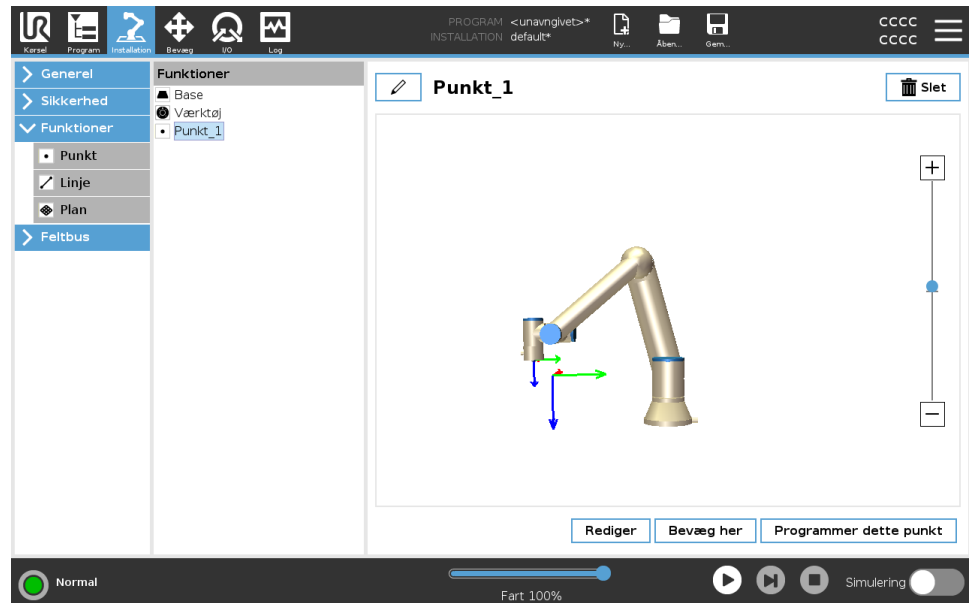 UR
Kørsel
Program
Installation
Bevæg
I/O
Log
PROGRAM <unavngivet>*
INSTALLATION default*
Ny...
Åben...
Gem...
CCCC
CCCC
Generel
Sikkerhed
Funktioner
Punkt
Linje
Plan
Feltbus
Funktioner
Base
Værktøj
Punkt_1
Punkt_1
Slet
Rediger
Bevæg her
Programmer dette punkt
Normal
Fart 100%
Simulering